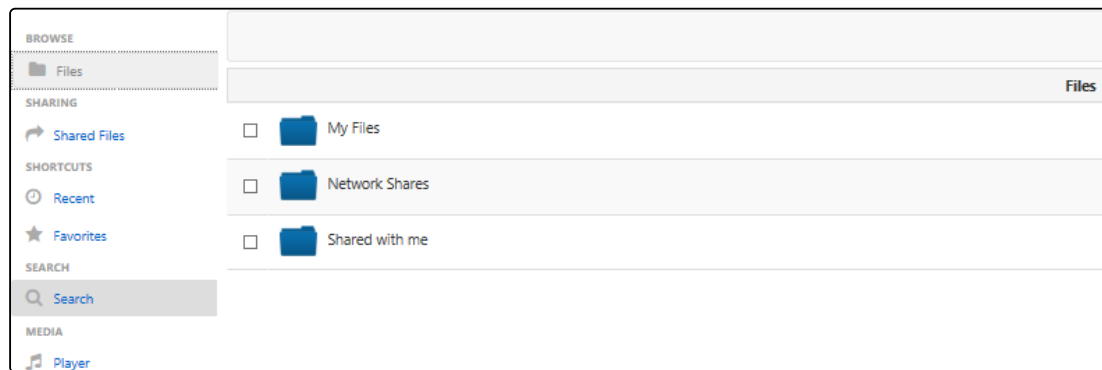 BROWSE
Files
SHARING
Shared Files
SHORTCUTS
Recent
Favorites
SEARCH
Search
MEDIA
Player
Files
My Files
Network Shares
Shared with me